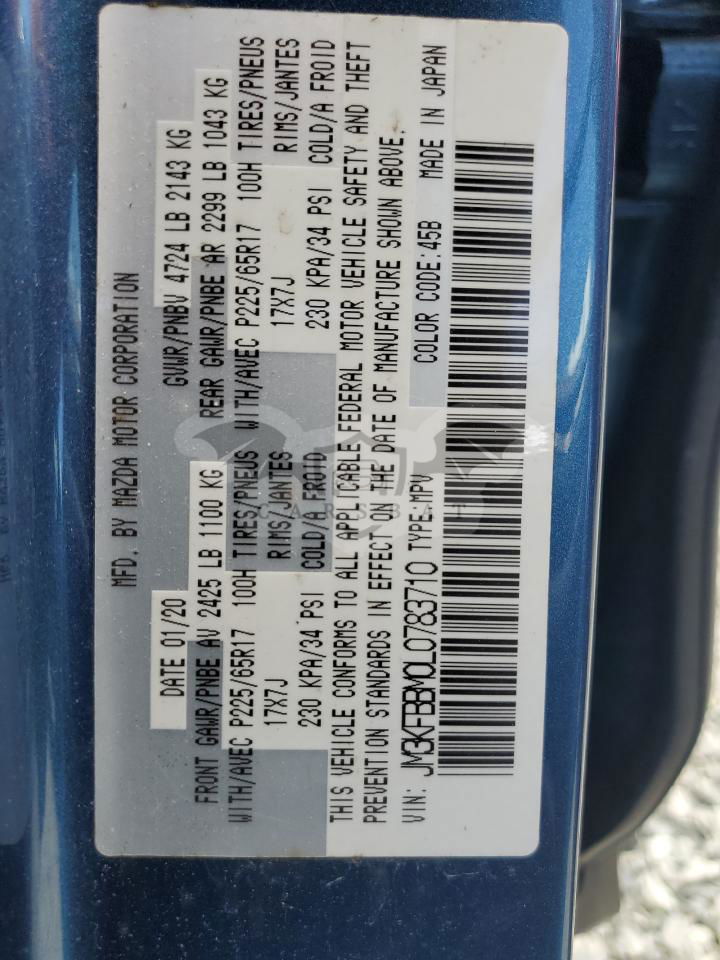 MFD. BY MAZDA MOTOR CORPORATION
DATE 01/20 GVWR/PNBV 4724 LB 2143 KG
FRONT GAWR/PNBE AV 2425 LB 1100 KG REAR GAWR/PNBE AR 2299 LB 1043 KG
WITH/AVEC P225/65R17 100H TIRES/PNEUS WITH/AVEC P225/65R17 100H TIRES/PNEUS
17X7J RIMS/JANTES 17X7J RIMS/JANTES
230 KPA/34 PSI COLD/A FROID 230 KPA/34 PSI COLD/A FROID
THIS VEHICLE CONFORMS TO ALL APPLICABLE FEDERAL MOTOR VEHICLE SAFETY AND THEFT
PREVENTION STANDARDS IN EFFECT ON THE DATE OF MANUFACTURE SHOWN ABOVE.
VIN: JM3KFBBM0L0783710 TYPE:MPV COLOR CODE:45B MADE IN JAPAN
CARSBAT